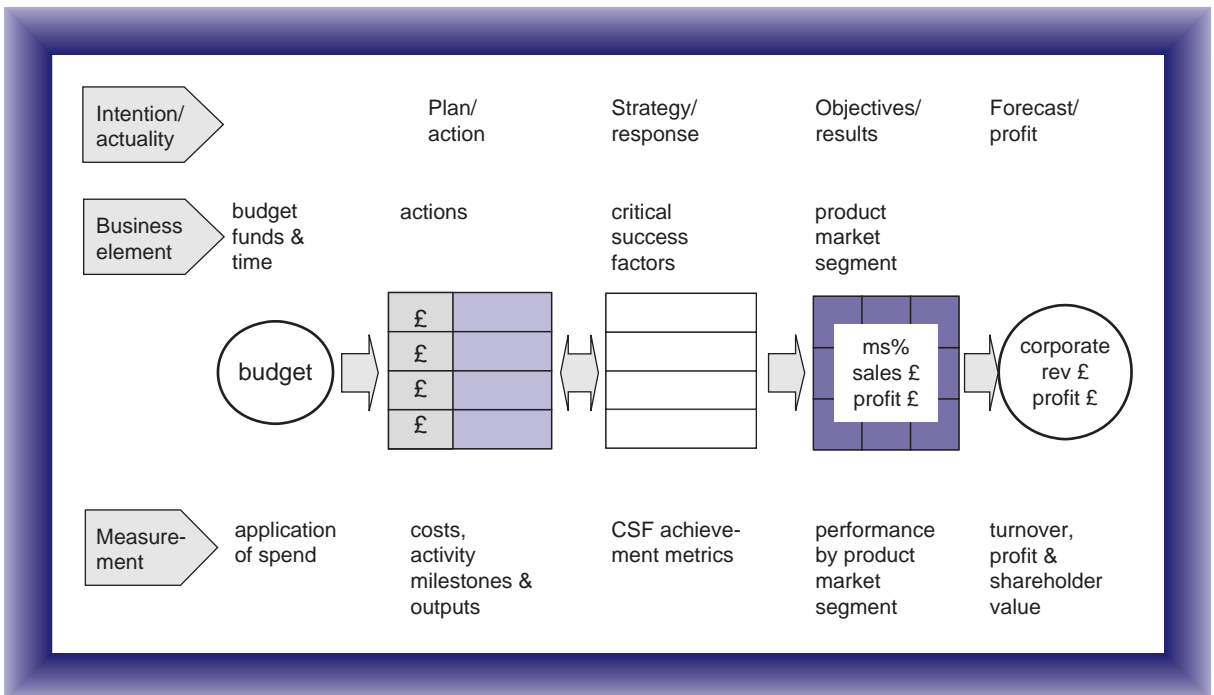 Intention/
actuality
Plan/
action
Strategy/
response
Objectives/
results
Forecast/
profit
Business
element
budget
funds &
time
actions
critical
success
factors
product
market
segment
budget
£
£
£
£
ms%
sales £
profit £
corporate
rev £
profit £
Measure-
ment
application
of spend
costs,
activity
milestones &
outputs
CSF achieve-
ment metrics
performance
by product
market
segment
turnover,
profit &
shareholder
value